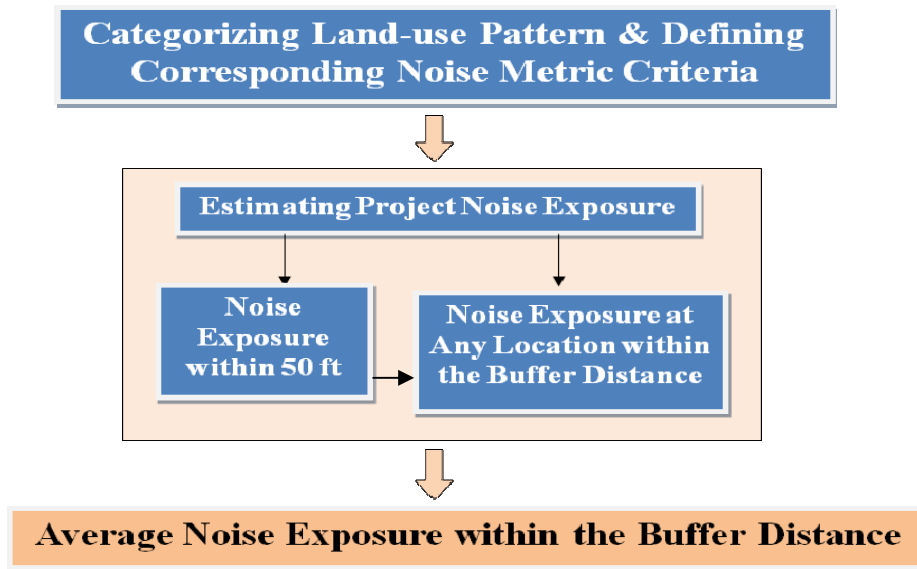 Categorizing Land-use Pattern & Defining
Corresponding Noise Metric Criteria
Estimating Project Noise Exposure
Noise
Exposure
within 50 ft
Noise Exposure at
Any Location within
the Buffer Distance
Average Noise Exposure within the Buffer Distance